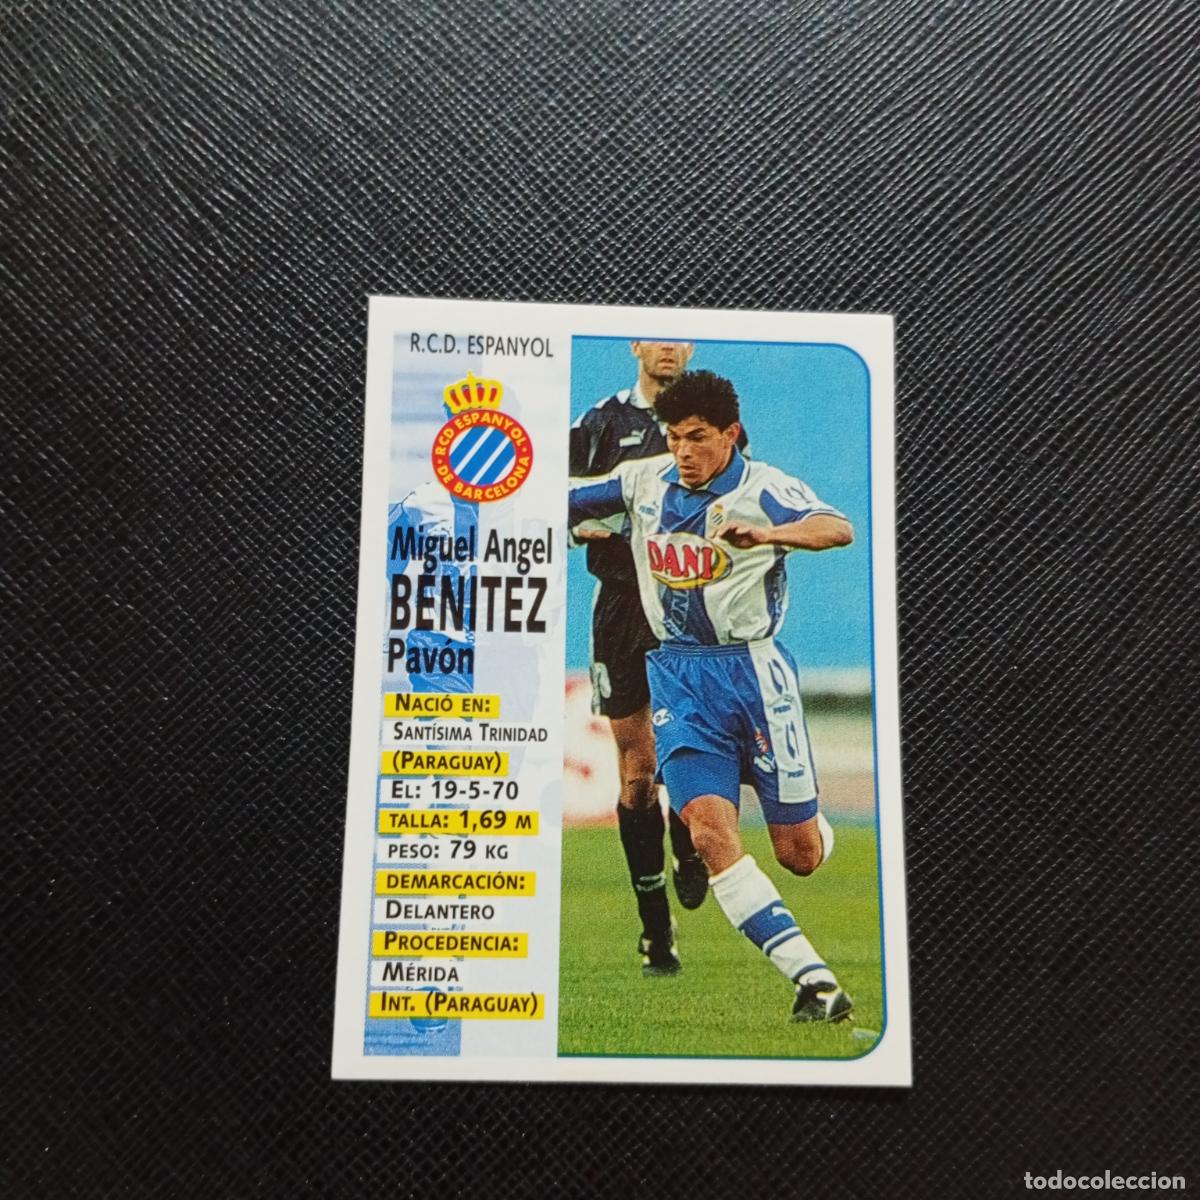 R.C.D. ESPANYOL
RCD ESPANYOL
DE BARCELONA
Miguel Angel
BENITEZ
Pavón
NACIÓ EN:
SANTÍSIMA TRINIDAD
(PARAGUAY)
EL: 19-5-70
TALLA: 1,69 M
PESO: 79 KG
DEMARCACIÓN:
DELANTERO
PROCEDENCIA:
MÉRIDA
INT. (PARAGUAY)
DANI
todocoleccion